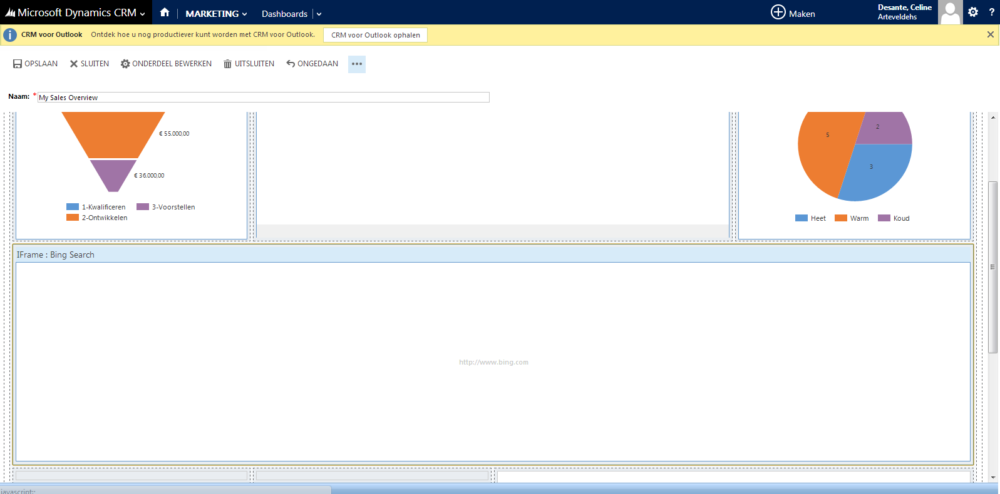 Microsoft Dynamics CRM MARKETING Dashboards Maken Desante, Celine ?
Arteveldehs
CRM voor Outlook Ontdek hoe u nog productiever kunt worden met CRM voor Outlook. CRM voor Outlook ophalen
OPSLAAN SLUITEN ONDERDEEL BEWERKEN UITSLUITEN ONGEDAAN
Naam: * My Sales Overview
€ 55.000,00
€ 36.000,00
1-Kwalificeren 3-Voorstellen
2-Ontwikkelen
5
2
3
Heet Warm Koud
IFrame : Bing Search
http://www.bing.com
javascript:;